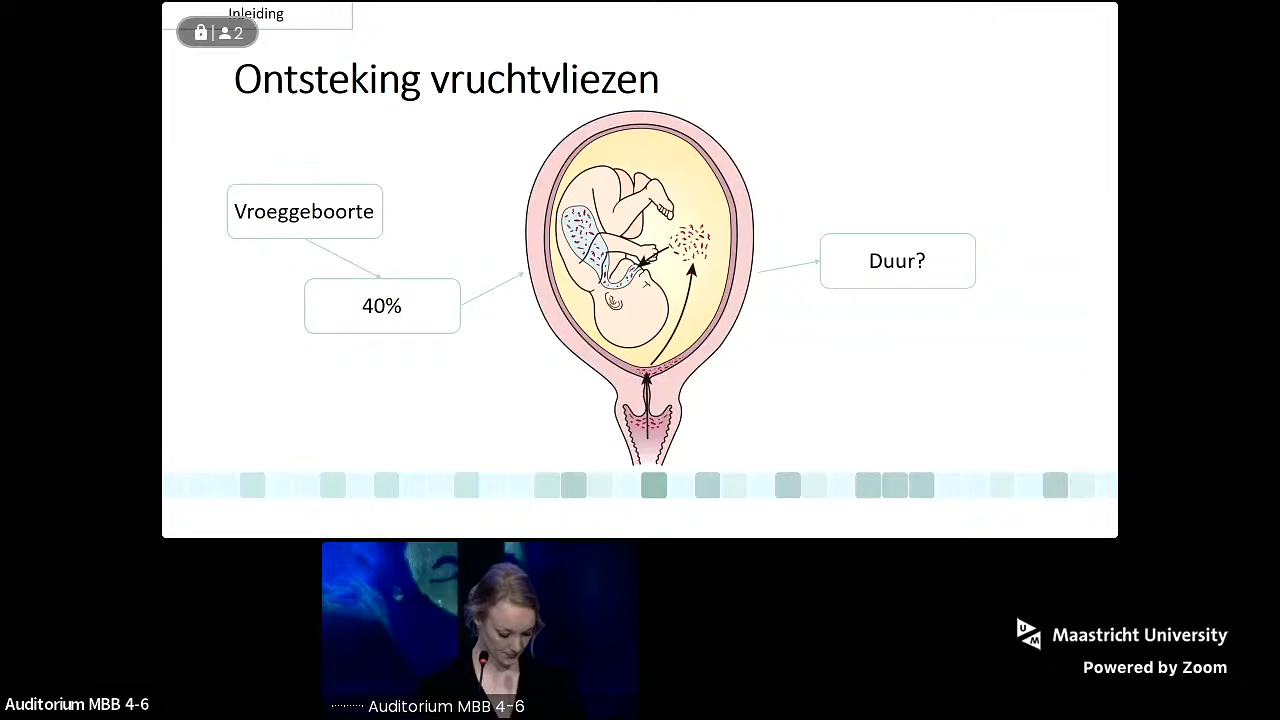 Inleiding
2
Ontsteking vruchtvliezen
Vroeggeboorte
40%
Duur?
UM
Maastricht University
Powered by Zoom
Auditorium MBB 4-6
Auditorium MBB 4-6